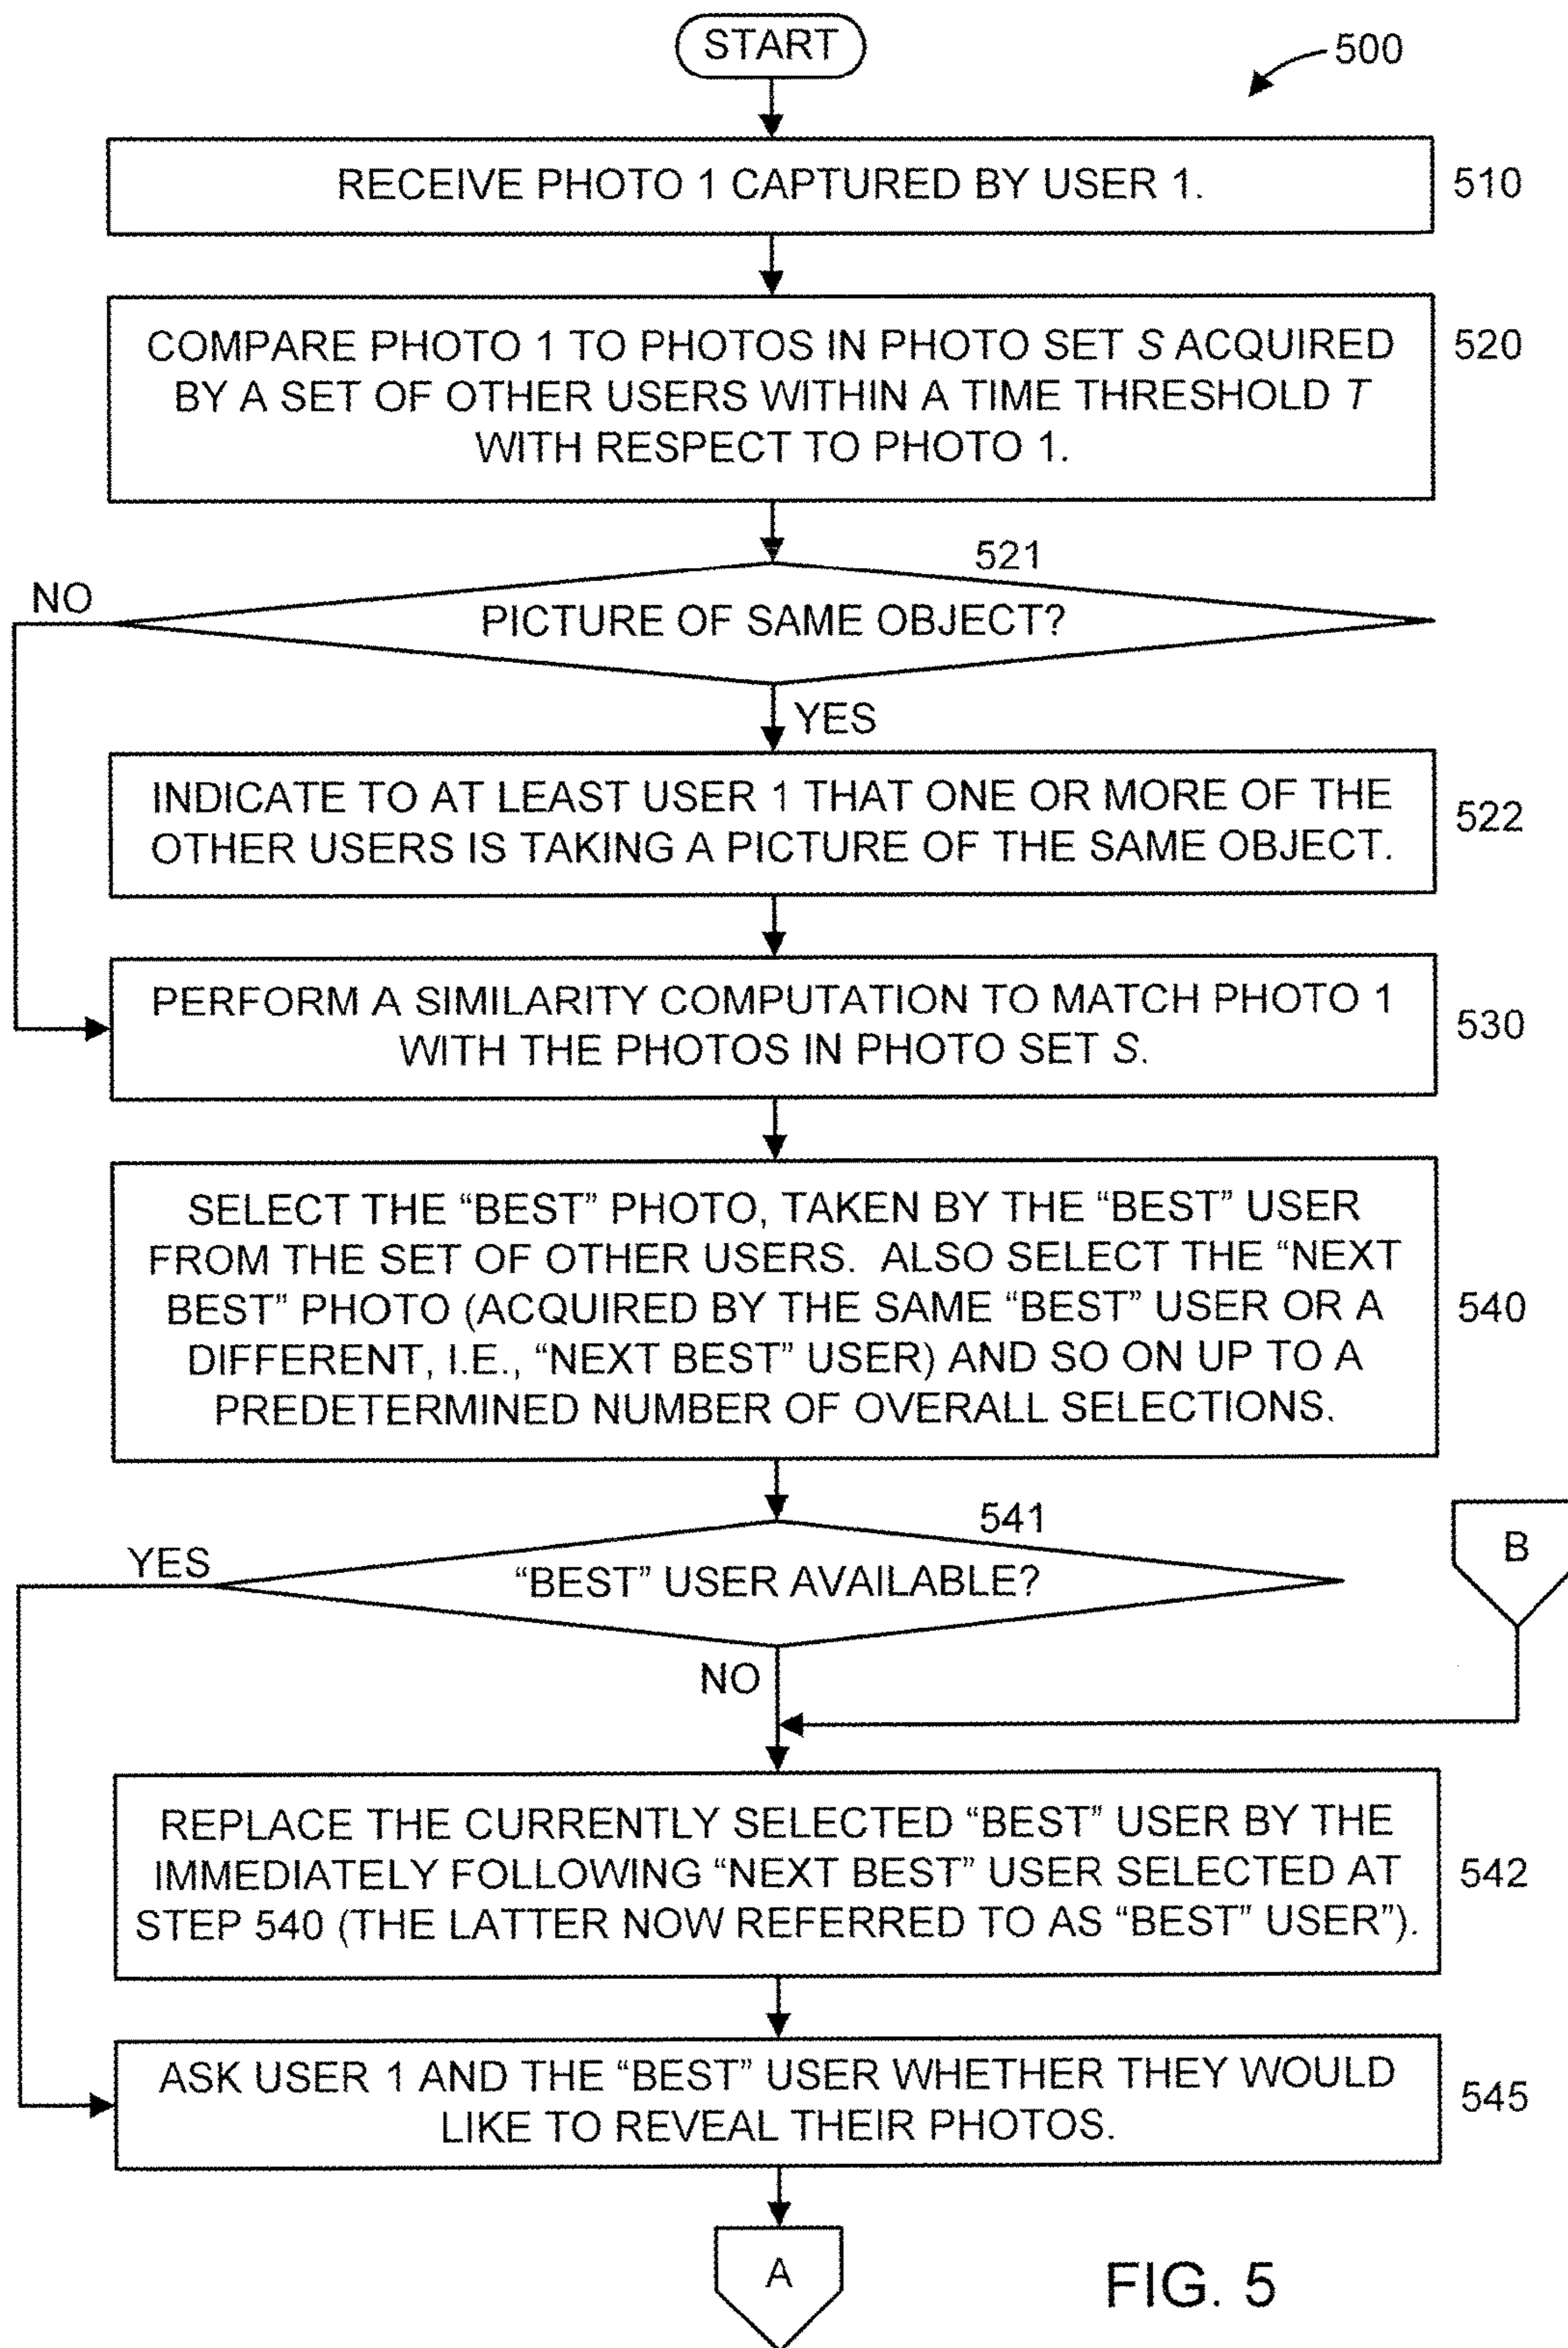 START
500
RECEIVE PHOTO 1 CAPTURED BY USER 1.
510
COMPARE PHOTO 1 TO PHOTOS IN PHOTO SET S ACQUIRED
BY A SET OF OTHER USERS WITHIN A TIME THRESHOLD T
WITH RESPECT TO PHOTO 1.
520
521
NO
PICTURE OF SAME OBJECT?
YES
INDICATE TO AT LEAST USER 1 THAT ONE OR MORE OF THE
OTHER USERS IS TAKING A PICTURE OF THE SAME OBJECT.
522
PERFORM A SIMILARITY COMPUTATION TO MATCH PHOTO 1
WITH THE PHOTOS IN PHOTO SET S.
530
SELECT THE “BEST” PHOTO, TAKEN BY THE “BEST” USER
FROM THE SET OF OTHER USERS. ALSO SELECT THE “NEXT
BEST” PHOTO (ACQUIRED BY THE SAME “BEST” USER OR A
DIFFERENT, I.E., “NEXT BEST” USER) AND SO ON UP TO A
PREDETERMINED NUMBER OF OVERALL SELECTIONS.
540
541
YES
“BEST” USER AVAILABLE?
B
NO
REPLACE THE CURRENTLY SELECTED “BEST” USER BY THE
IMMEDIATELY FOLLOWING “NEXT BEST” USER SELECTED AT
STEP 540 (THE LATTER NOW REFERRED TO AS “BEST” USER”).
542
ASK USER 1 AND THE “BEST” USER WHETHER THEY WOULD
LIKE TO REVEAL THEIR PHOTOS.
545
A
FIG. 5